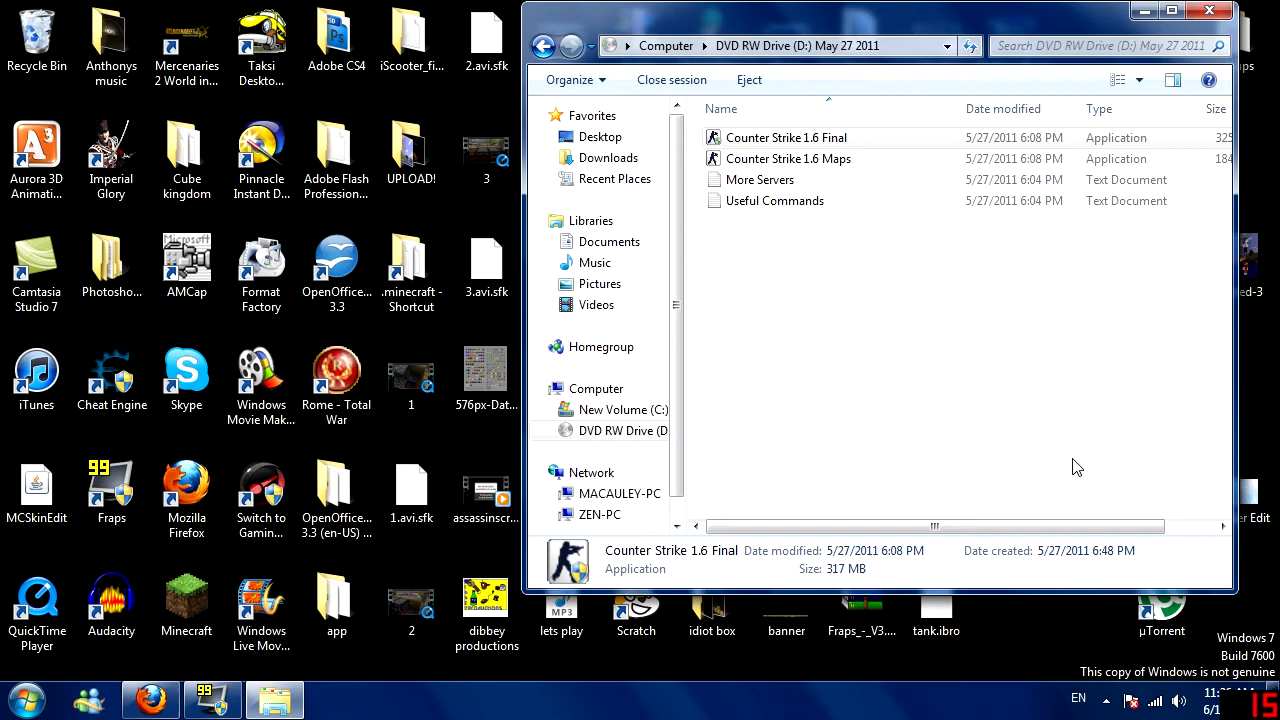 Recycle Bin
Anthonys music
Mercenaries 2 World in...
Taksi Deskto...
Adobe CS4
iScooter_fi...
2.avi.sfk
Aurora 3D Animati...
Imperial Glory
Cube kingdom
Pinnacle Instant D...
Adobe Flash Profession...
UPLOAD!
3
Camtasia Studio 7
Photosho...
Microsoft
AMCap
Format Factory
OpenOffice... 3.3
.minecraft - Shortcut
3.avi.sfk
iTunes
Cheat Engine
Skype
Windows Movie Mak...
Rome - Total War
1
576px-Dat...
99
MCSkinEdit
Fraps
Mozilla Firefox
Switch to Gamin...
OpenOffice... 3.3 (en-US) ...
1.avi.sfk
assassinscr...
QuickTime Player
Audacity
Minecraft
Windows Live Mov...
app
2
dibbey productions
MP3
lets play
Scratch
idiot box
banner
Fraps_-_V3....
tank.ibro
µTorrent
Computer
DVD RW Drive (D:) May 27 2011
Search DVD RW Drive (D:) May 27 2011
Organize
Close session
Eject
Favorites
Desktop
Downloads
Recent Places
Libraries
Documents
Music
Pictures
Videos
Homegroup
Computer
New Volume (C:)
DVD RW Drive (D
Network
MACAULEY-PC
ZEN-PC
Name Date modified Type Size
Counter Strike 1.6 Final 5/27/2011 6:08 PM Application 325
Counter Strike 1.6 Maps 5/27/2011 6:08 PM Application 184
More Servers 5/27/2011 6:04 PM Text Document
Useful Commands 5/27/2011 6:04 PM Text Document
Counter Strike 1.6 Final Date modified: 5/27/2011 6:08 PM Date created: 5/27/2011 6:48 PM
Application Size: 317 MB
ups
ed-3
er Edit
Windows 7
Build 7600
This copy of Windows is not genuine
99
EN
15